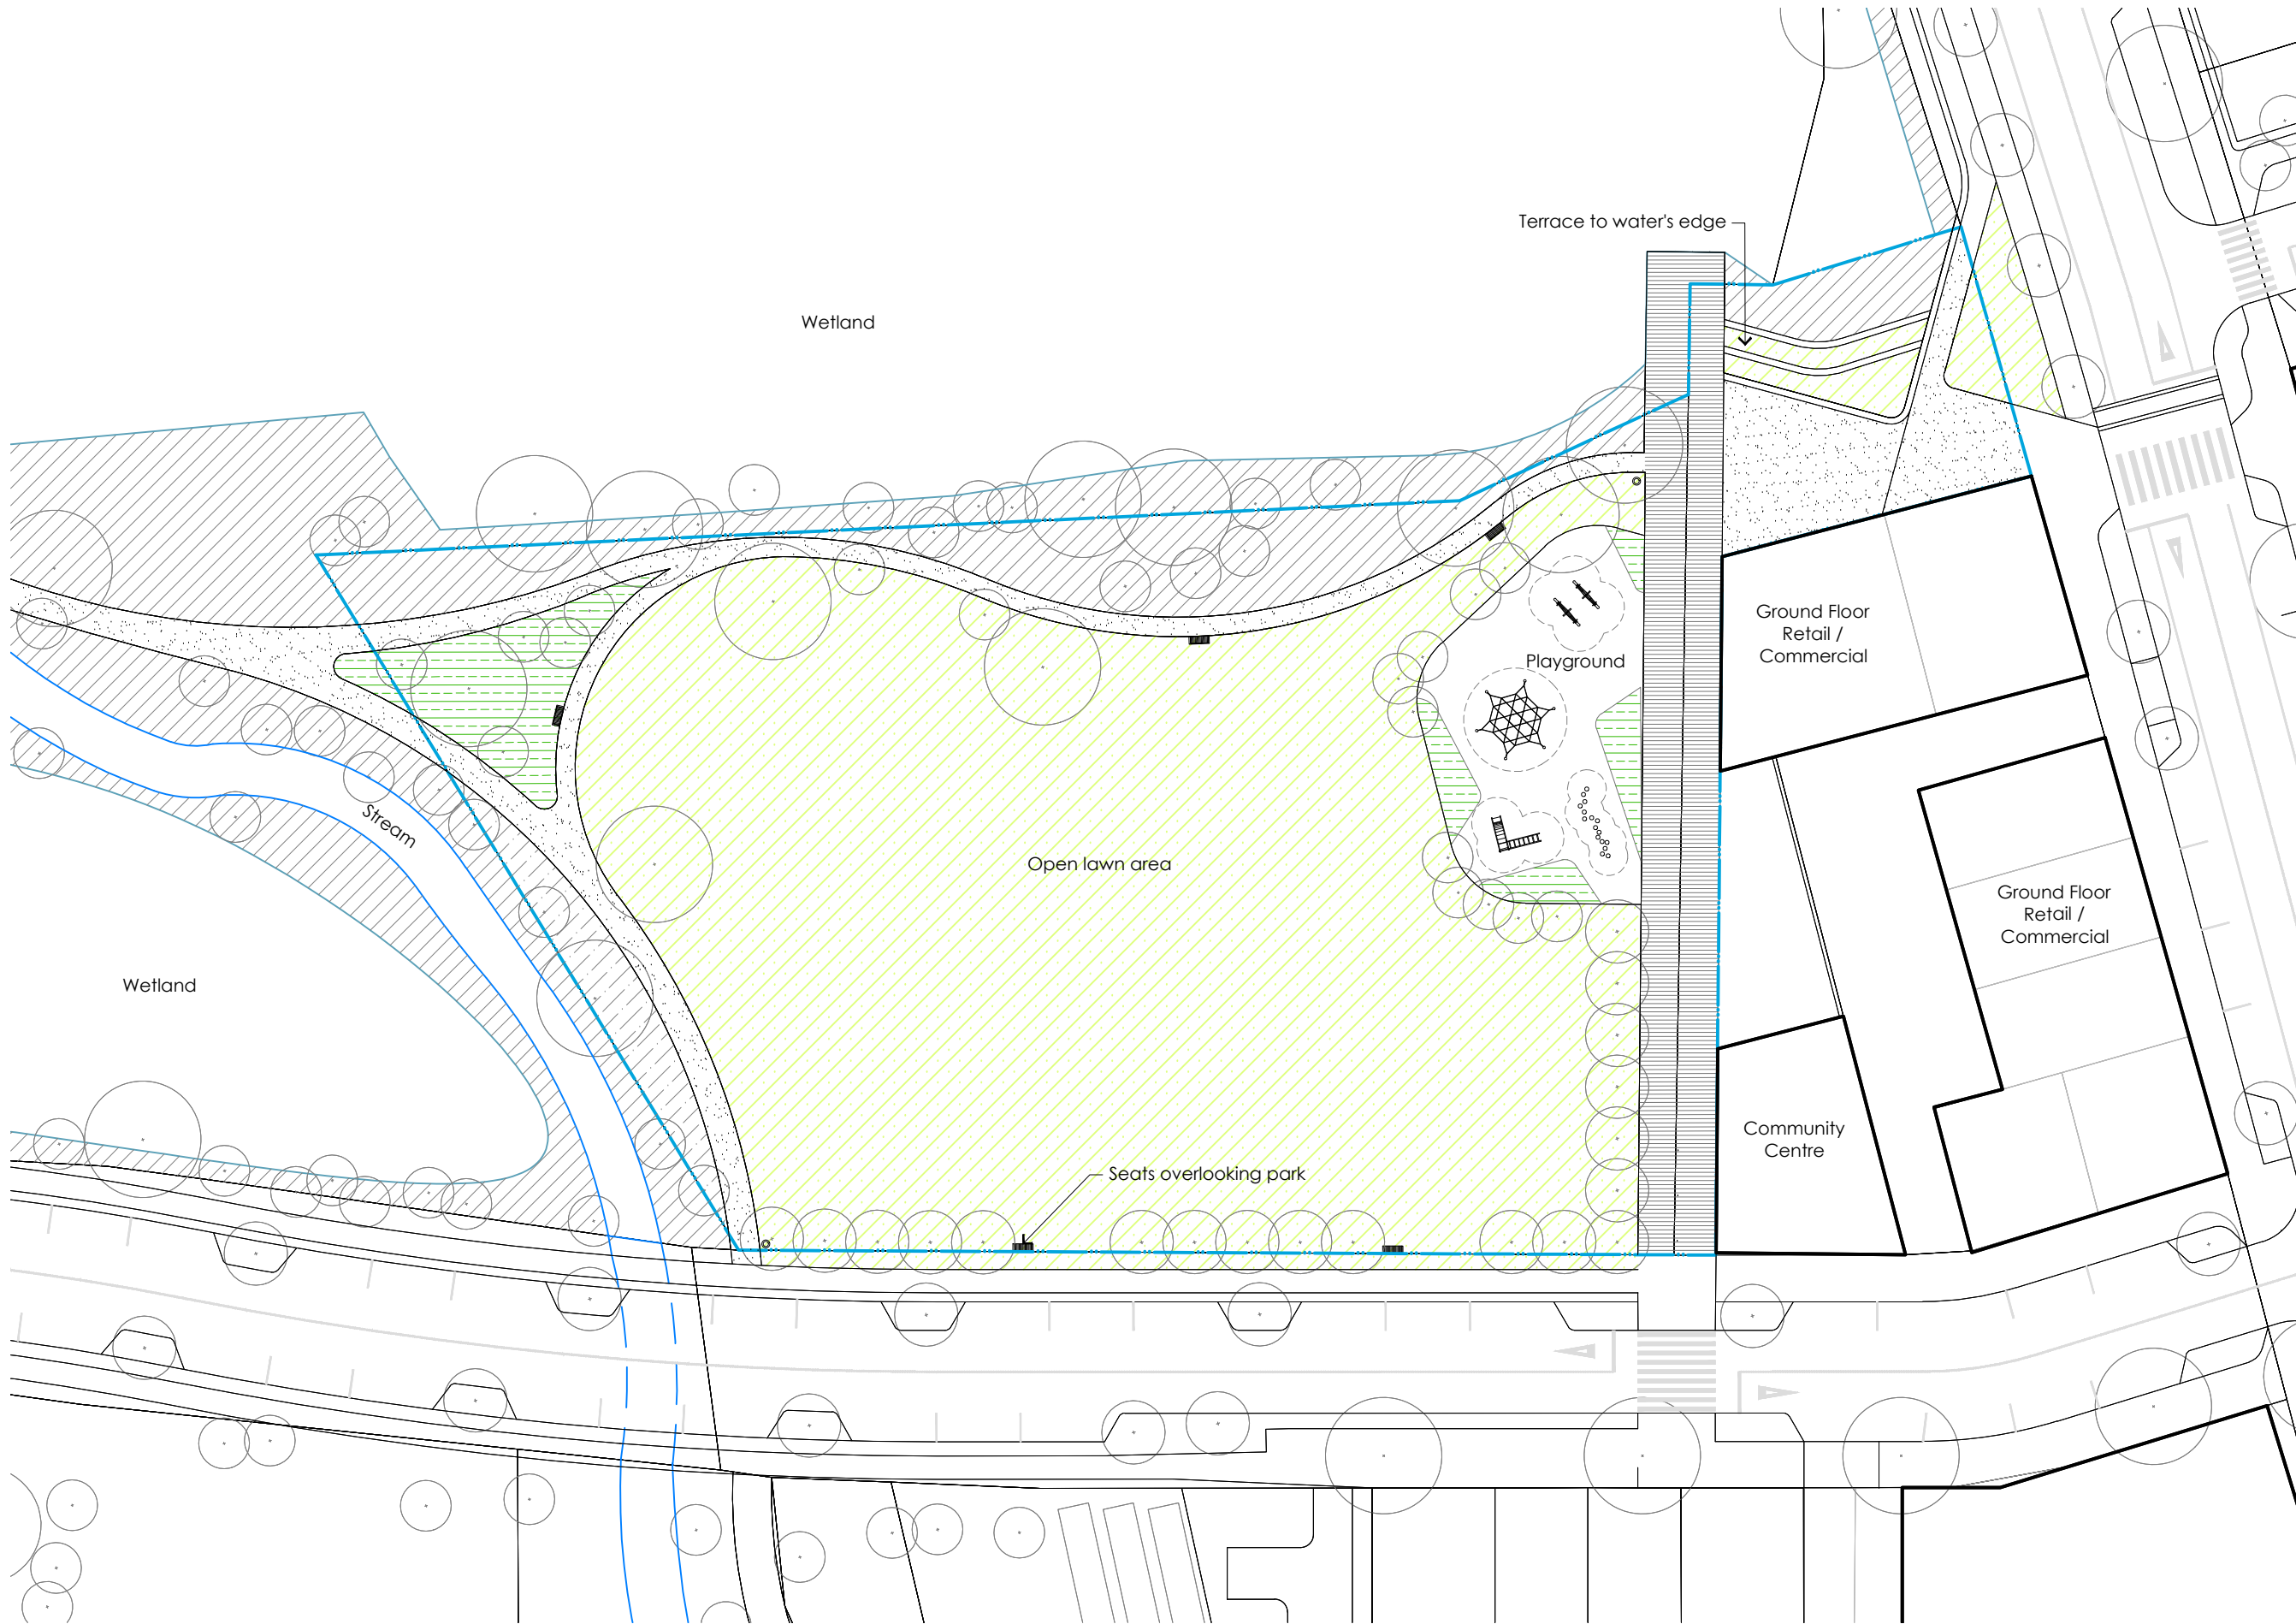 Terrace to water's edge
Wetland
Ground Floor
Retail /
Commercial
Playground
Stream
Open lawn area
Ground Floor
Retail /
Commercial
Wetland
Community
Centre
Seats overlooking park